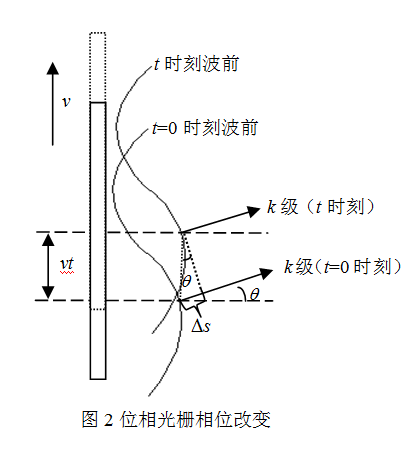 t 时刻波前
v
t=0 时刻波前
k 级（t 时刻）
vt
θ
k 级(t=0 时刻)
θ
Δs
图 2 位相光栅相位改变